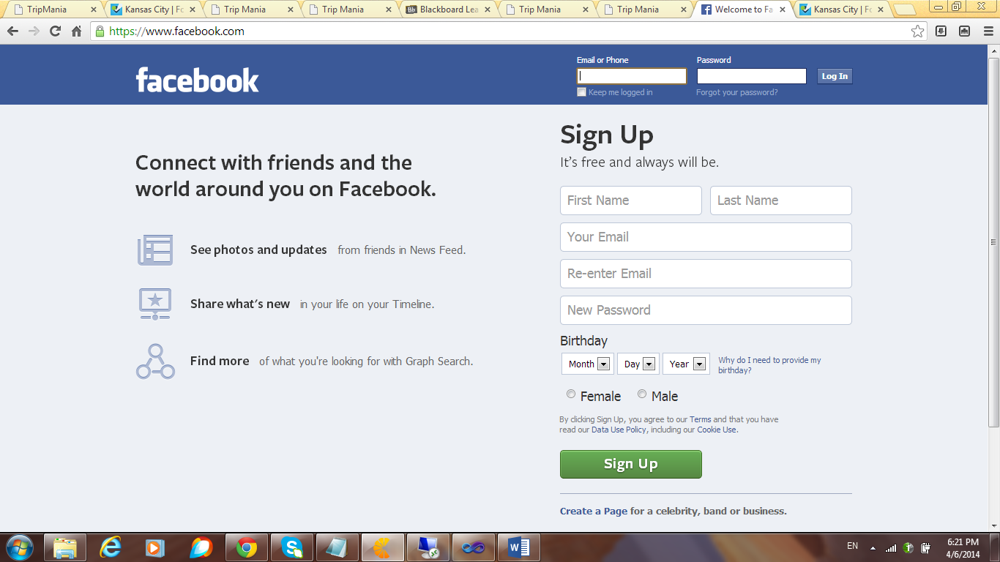 TripMania
Kansas City | Fo
Trip Mania
Trip Mania
Bb Blackboard Lea
Trip Mania
Trip Mania
Welcome to Fa
Kansas City | Fo
https://www.facebook.com
facebook
Email or Phone
Password
Log In
Keep me logged in
Forgot your password?
Connect with friends and the
world around you on Facebook.
See photos and updates from friends in News Feed.
Share what's new in your life on your Timeline.
Find more of what you're looking for with Graph Search.
Sign Up
It's free and always will be.
First Name
Last Name
Your Email
Re-enter Email
New Password
Birthday
Month
Day
Year
Why do I need to provide my
birthday?
Female
Male
By clicking Sign Up, you agree to our Terms and that you have
read our Data Use Policy, including our Cookie Use.
Sign Up
Create a Page for a celebrity, band or business.
EN
6:21 PM
4/6/2014